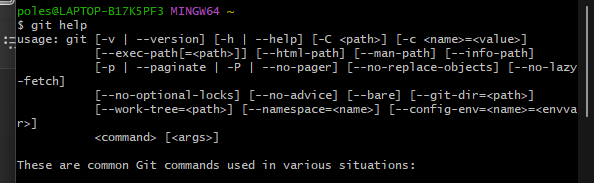 poles@LAPTOP-B17K5PF3 MINGW64 ~
$ git help
usage: git [-v | --version] [-h | --help] [-C <path>] [-c <name>=<value>]
           [--exec-path[=<path>]] [--html-path] [--man-path] [--info-path]
           [-p | --paginate | -P | --no-pager] [--no-replace-objects] [--no-lazy
-fetch]
           [--no-optional-locks] [--no-advice] [--bare] [--git-dir=<path>]
           [--work-tree=<path>] [--namespace=<name>] [--config-env=<name>=<envva
r>]
           <command> [<args>]

These are common Git commands used in various situations: